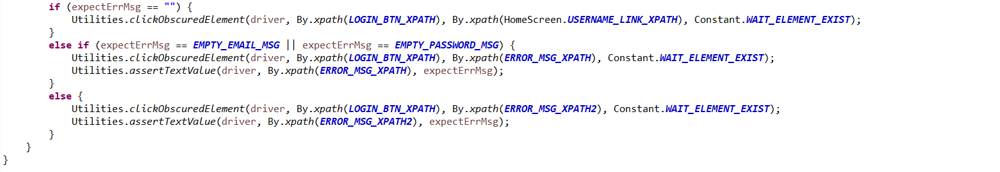 if (expectErrMsg == "") {
Utilities.clickObscuredElement(driver, By.xpath(LOGIN_BTN_XPATH), By.xpath(HomeScreen.USERNAME_LINK_XPATH), Constant.WAIT_ELEMENT_EXIST);
}
else if (expectErrMsg == EMPTY_EMAIL_MSG || expectErrMsg == EMPTY_PASSWORD_MSG) {
Utilities.clickObscuredElement(driver, By.xpath(LOGIN_BTN_XPATH), By.xpath(ERROR_MSG_XPATH), Constant.WAIT_ELEMENT_EXIST);
Utilities.assertTextValue(driver, By.xpath(ERROR_MSG_XPATH), expectErrMsg);
}
else {
Utilities.clickObscuredElement(driver, By.xpath(LOGIN_BTN_XPATH), By.xpath(ERROR_MSG_XPATH2), Constant.WAIT_ELEMENT_EXIST);
Utilities.assertTextValue(driver, By.xpath(ERROR_MSG_XPATH2), expectErrMsg);
}
}
}